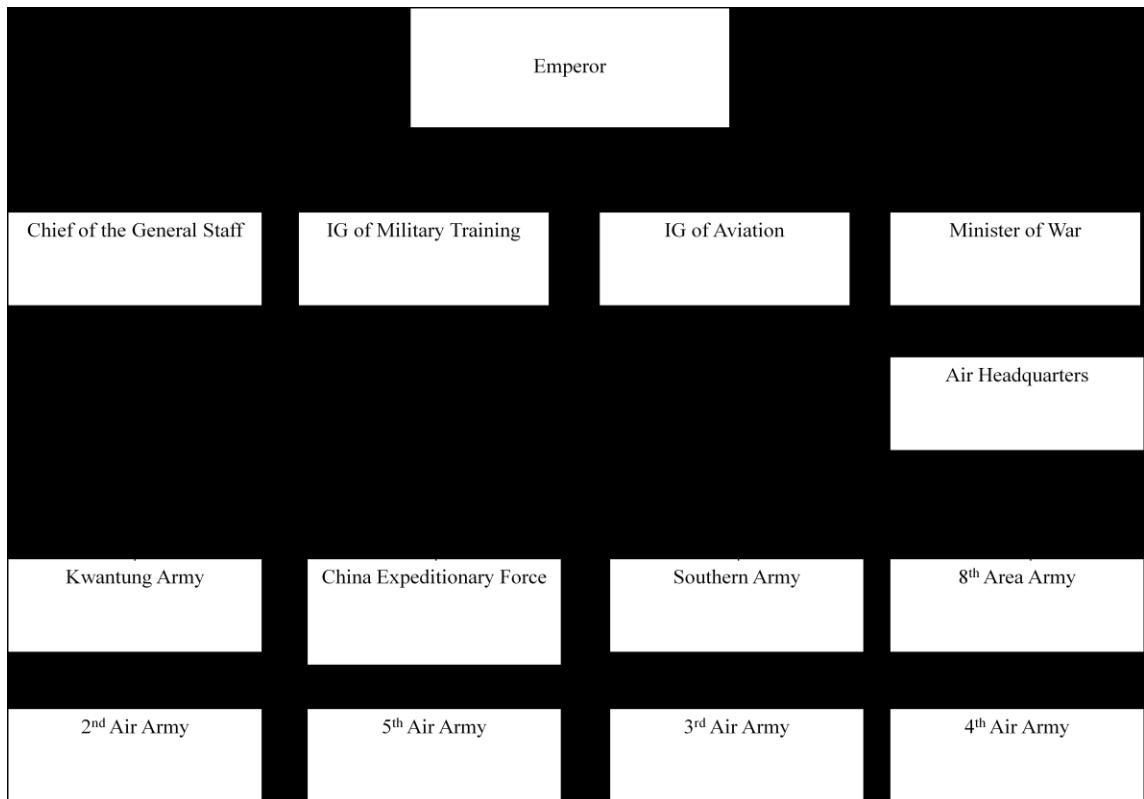 Emperor
Chief of the General Staff
IG of Military Training
IG of Aviation
Minister of War
Air Headquarters
Kwantung Army
China Expeditionary Force
Southern Army
8th Area Army
2nd Air Army
5th Air Army
3rd Air Army
4th Air Army